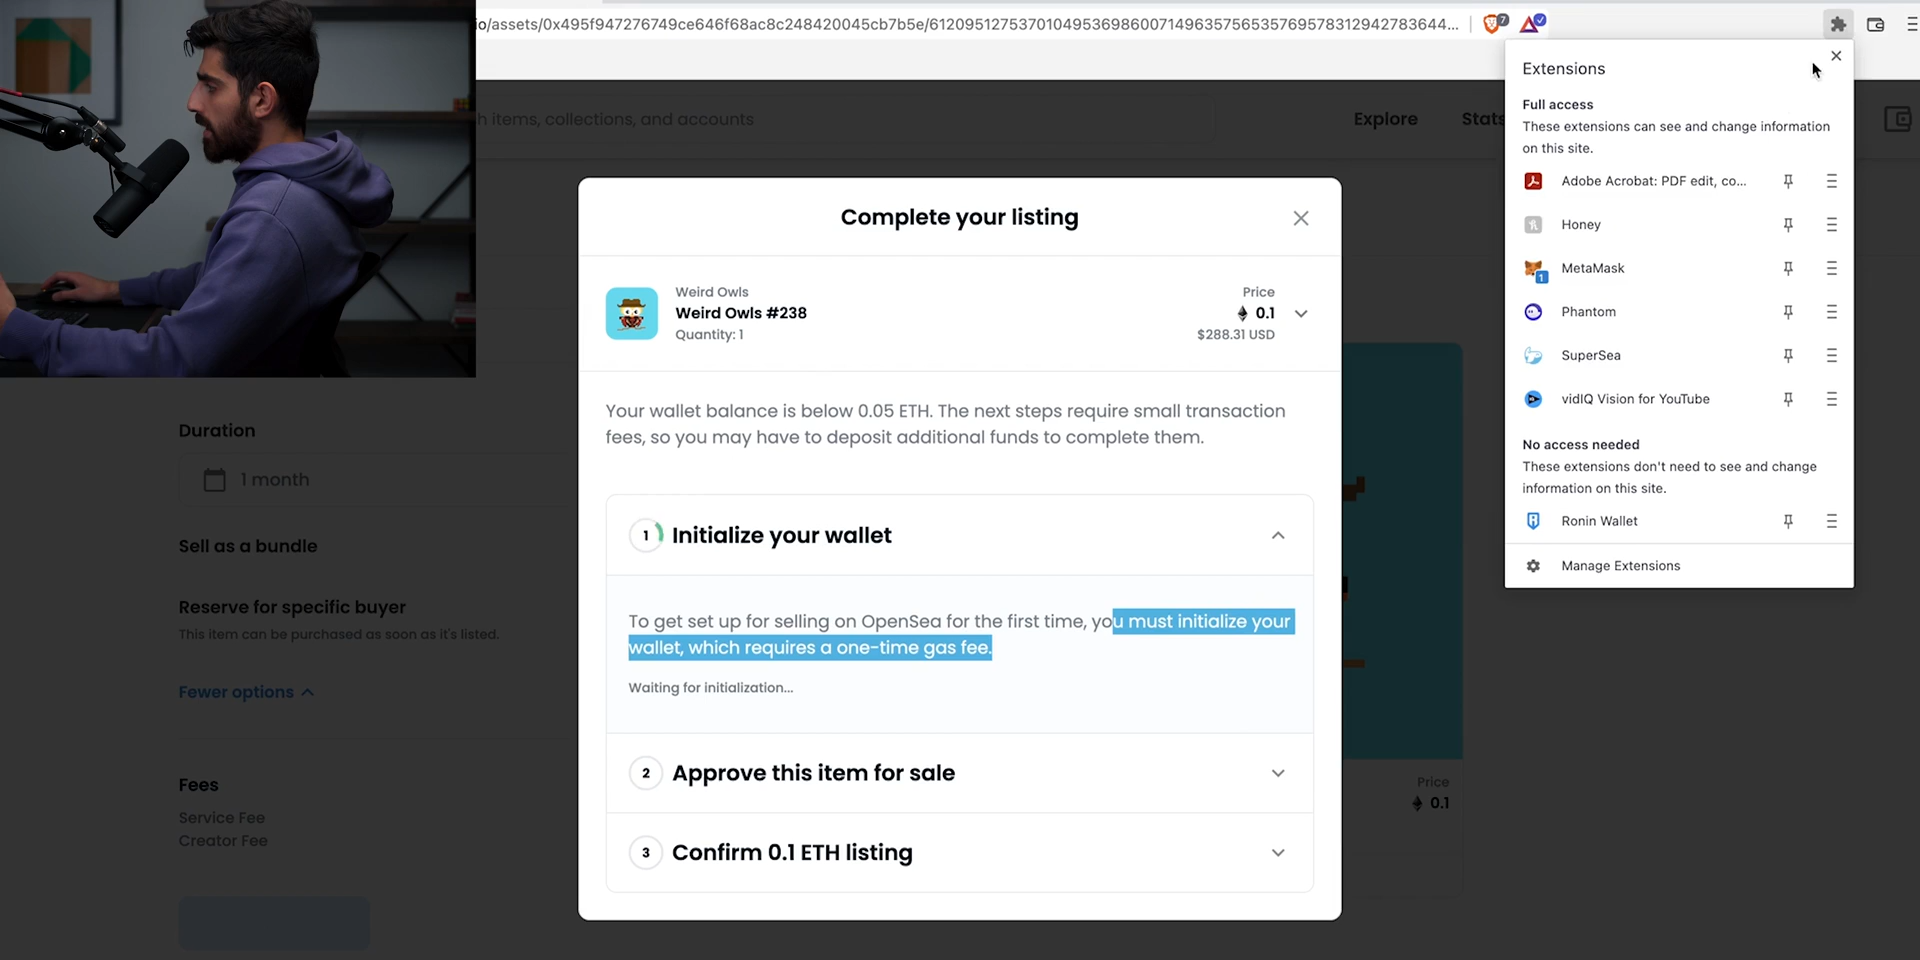 io/assets/0x495f947276749ce646f68ac8c248420045cb7b5e/61209512753701049536986007149635756535769578312942783644...
7
h items, collections, and accounts
Explore
Stats
Extensions
Full access
These extensions can see and change information
on this site.
Adobe Acrobat: PDF edit, co...
Honey
MetaMask
1
Phantom
SuperSea
vidIQ Vision for YouTube
No access needed
These extensions don't need to see and change
information on this site.
Ronin Wallet
Manage Extensions
Complete your listing
Weird Owls
Weird Owls #238
Quantity: 1
Price
0.1
$288.31 USD
Your wallet balance is below 0.05 ETH. The next steps require small transaction
fees, so you may have to deposit additional funds to complete them.
1 Initialize your wallet
To get set up for selling on OpenSea for the first time, you must initialize your
wallet, which requires a one-time gas fee.
Waiting for initialization...
2 Approve this item for sale
3 Confirm 0.1 ETH listing
Duration
1 month
Sell as a bundle
Reserve for specific buyer
This item can be purchased as soon as it's listed.
Fewer options
Fees
Service Fee
Creator Fee
Price
0.1